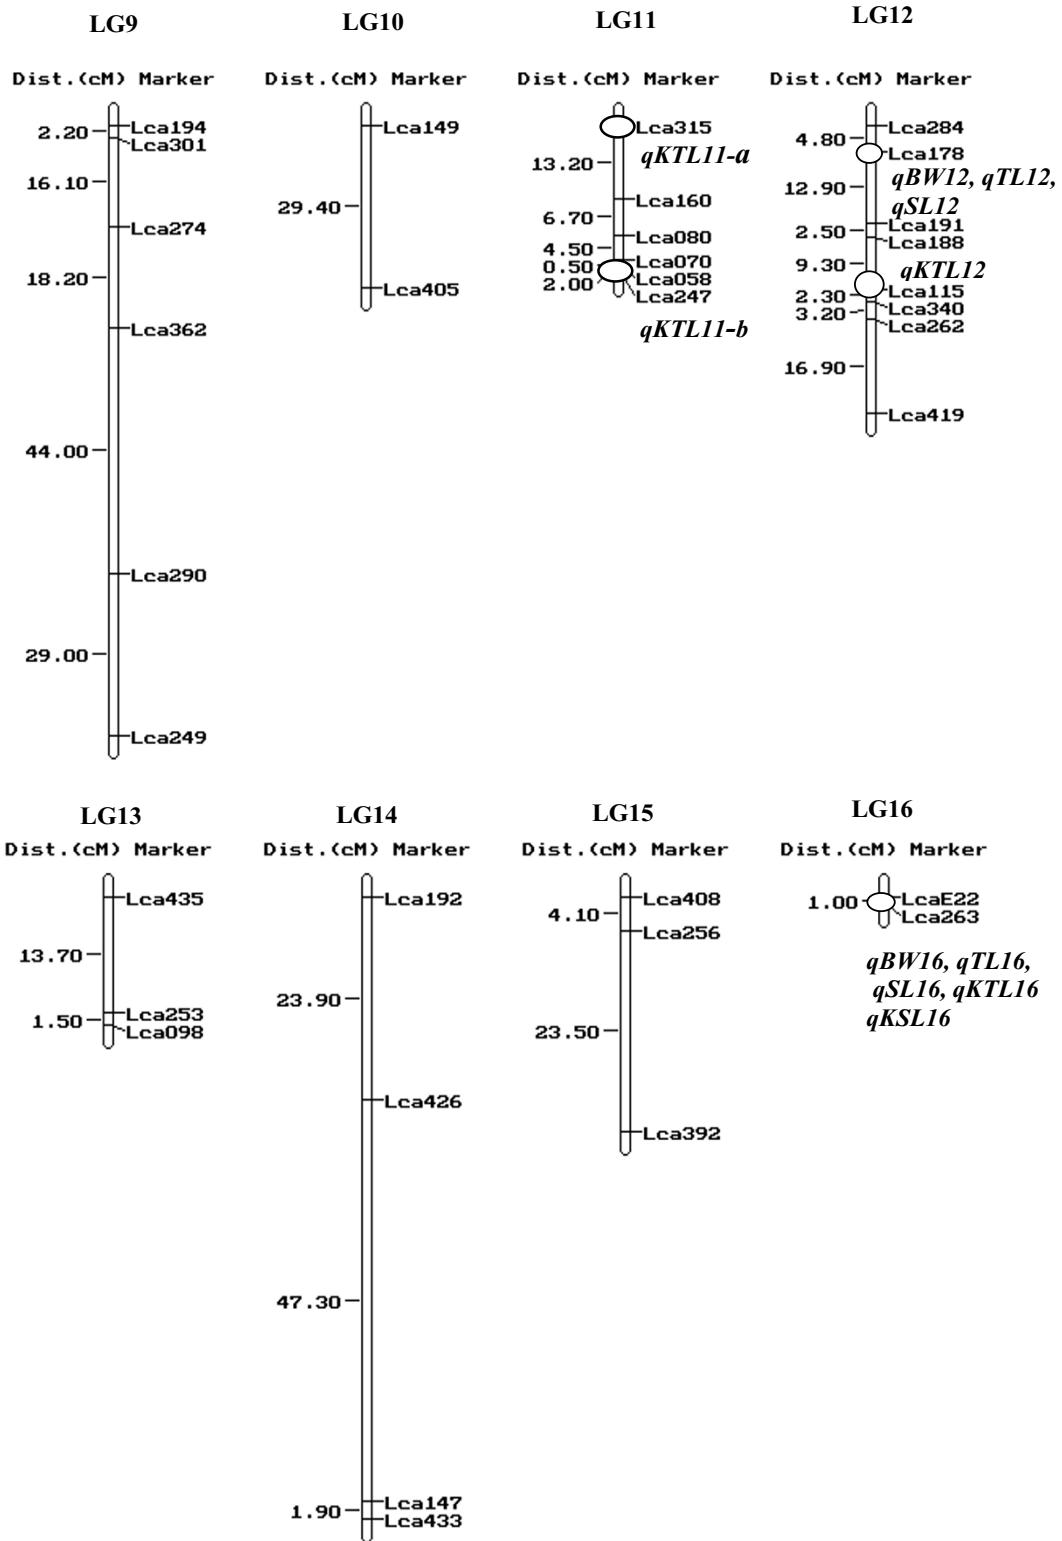 LG9
Dist.(cM) Marker
Lca194
2.20
Lca301
16.10
Lca274
18.20
Lca362
44.00
Lca290
29.00
Lca249
LG10
Dist.(cM) Marker
Lca149
29.40
Lca405
LG11
Dist.(cM) Marker
Lca315
qKTL11-a
13.20
Lca160
6.70
Lca080
4.50
Lca070
0.50
Lca058
2.00
Lca247
qKTL11-b
LG12
Dist.(cM) Marker
Lca284
4.80
Lca178
qBW12, qTL12,
12.90
qSL12
Lca191
2.50
Lca188
9.30
qKTL12
Lca115
2.30
Lca340
3.20
Lca262
16.90
Lca419
LG13
Dist.(cM) Marker
Lca435
13.70
Lca253
1.50
Lca098
LG14
Dist.(cM) Marker
Lca192
23.90
Lca426
47.30
Lca147
1.90
Lca433
LG15
Dist.(cM) Marker
Lca408
4.10
Lca256
23.50
Lca392
LG16
Dist.(cM) Marker
LcaE22
1.00
Lca263
qBW16, qTL16,
qSL16, qKTL16
qKSL16